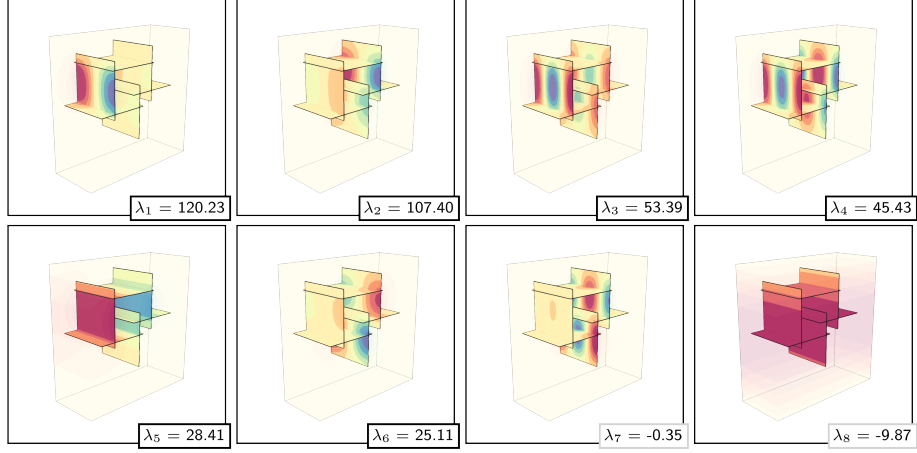 λ₁ = 120.23
λ₂ = 107.40
λ₃ = 53.39
λ₄ = 45.43
λ₅ = 28.41
λ₆ = 25.11
λ₇ = -0.35
λ₈ = -9.87